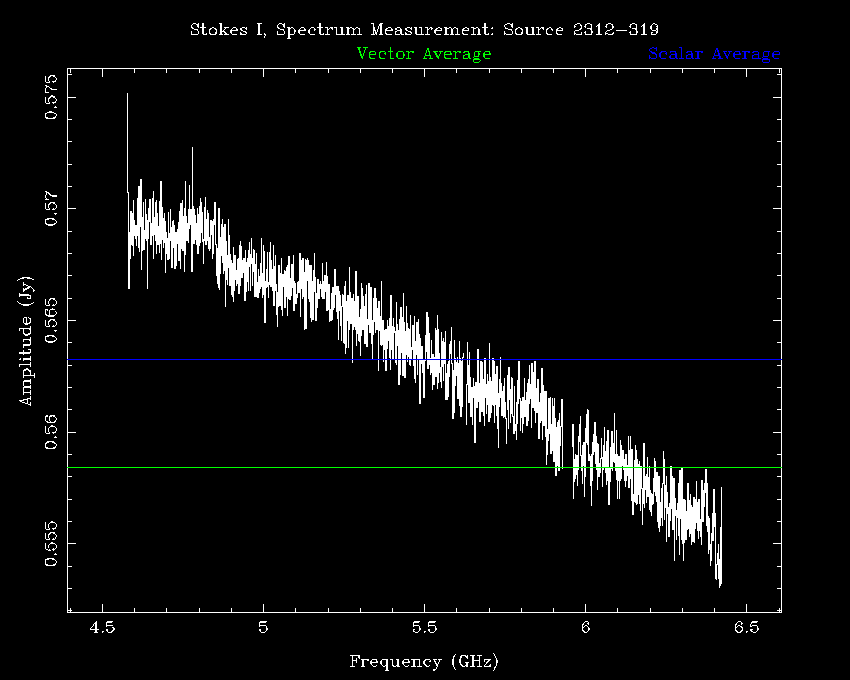 Stokes I, Spectrum Measurement: Source 2312-319
Vector Average Scalar Average
0.575
0.57
0.565
0.56
0.555
Amplitude (Jy)
4.5 5 5.5 6 6.5
Frequency (GHz)